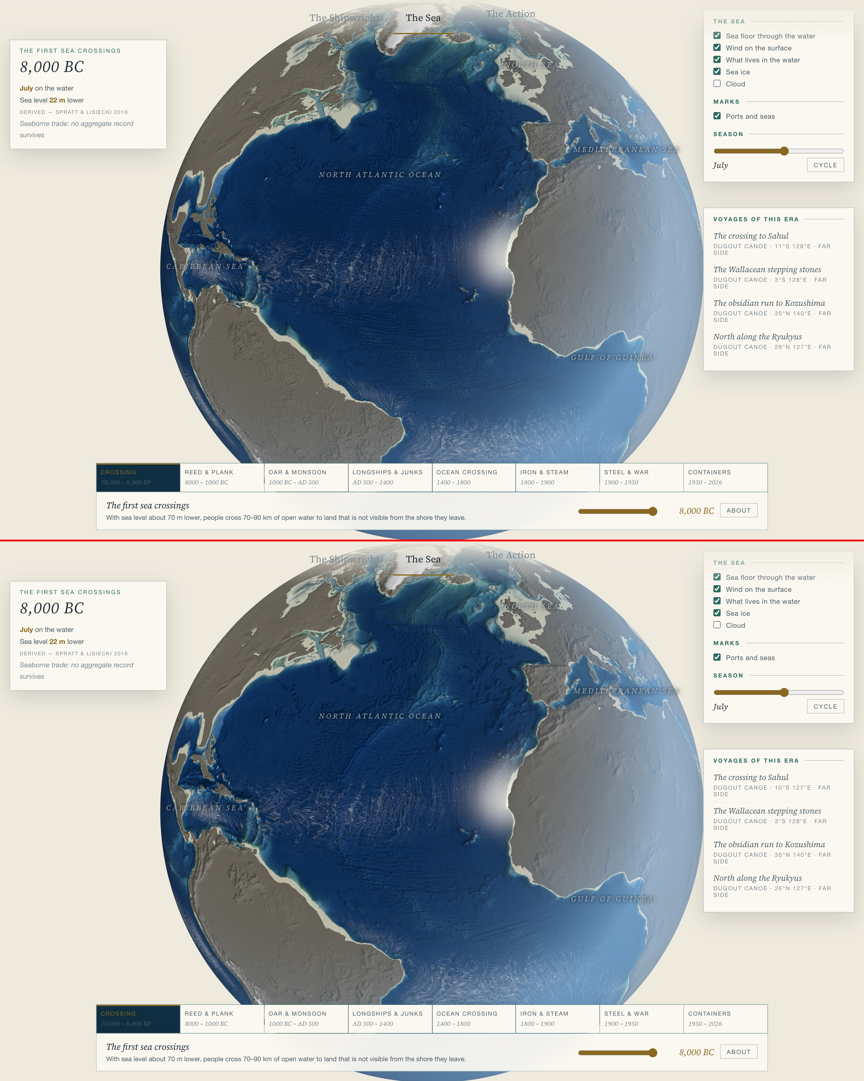 The Shipwright
The Sea
The Action
THE FIRST SEA CROSSINGS
8,000 BC
July on the water
Sea level 22 m lower
DERIVED — SPRATT & LISIECKI 2016
Seaborne trade: no aggregate record
survives
THE SEA
Sea floor through the water
Wind on the surface
What lives in the water
Sea ice
Cloud
MARKS
Ports and seas
SEASON
July
CYCLE
VOYAGES OF THIS ERA
The crossing to Sahul
DUGOUT CANOE · 11°S 128°E · FAR
SIDE
The Wallacean stepping stones
DUGOUT CANOE · 3°S 128°E · FAR
SIDE
The obsidian run to Kozushima
DUGOUT CANOE · 35°N 140°E · FAR
SIDE
North along the Ryukyus
DUGOUT CANOE · 26°N 127°E · FAR
SIDE
NORTH SEA
MEDITERRANEAN SEA
NORTH ATLANTIC OCEAN
CARIBBEAN SEA
GULF OF GUINEA
CROSSING
70,000 – 8,000 BP
REED & PLANK
8000 – 1000 BC
OAR & MONSOON
1000 BC – AD 500
LONGSHIPS & JUNKS
AD 500 – 1400
OCEAN CROSSING
1400 – 1800
IRON & STEAM
1800 – 1900
STEEL & WAR
1900 – 1950
CONTAINERS
1950 – 2026
The first sea crossings
With sea level about 70 m lower, people cross 70–90 km of open water to land that is not visible from the shore they leave.
8,000 BC
ABOUT
The Shipwright
The Sea
The Action
THE FIRST SEA CROSSINGS
8,000 BC
July on the water
Sea level 22 m lower
DERIVED — SPRATT & LISIECKI 2016
Seaborne trade: no aggregate record
survives
THE SEA
Sea floor through the water
Wind on the surface
What lives in the water
Sea ice
Cloud
MARKS
Ports and seas
SEASON
July
CYCLE
VOYAGES OF THIS ERA
The crossing to Sahul
DUGOUT CANOE · 10°S 128°E · FAR
SIDE
The Wallacean stepping stones
DUGOUT CANOE · 3°S 128°E · FAR
SIDE
The obsidian run to Kozushima
DUGOUT CANOE · 35°N 140°E · FAR
SIDE
North along the Ryukyus
DUGOUT CANOE · 26°N 127°E · FAR
SIDE
NORTH SEA
MEDITERRANEAN SEA
NORTH ATLANTIC OCEAN
CARIBBEAN SEA
GULF OF GUINEA
CROSSING
70,000 – 8,000 BP
REED & PLANK
8000 – 1000 BC
OAR & MONSOON
1000 BC – AD 500
LONGSHIPS & JUNKS
AD 500 – 1400
OCEAN CROSSING
1400 – 1800
IRON & STEAM
1800 – 1900
STEEL & WAR
1900 – 1950
CONTAINERS
1950 – 2026
The first sea crossings
With sea level about 70 m lower, people cross 70–90 km of open water to land that is not visible from the shore they leave.
8,000 BC
ABOUT